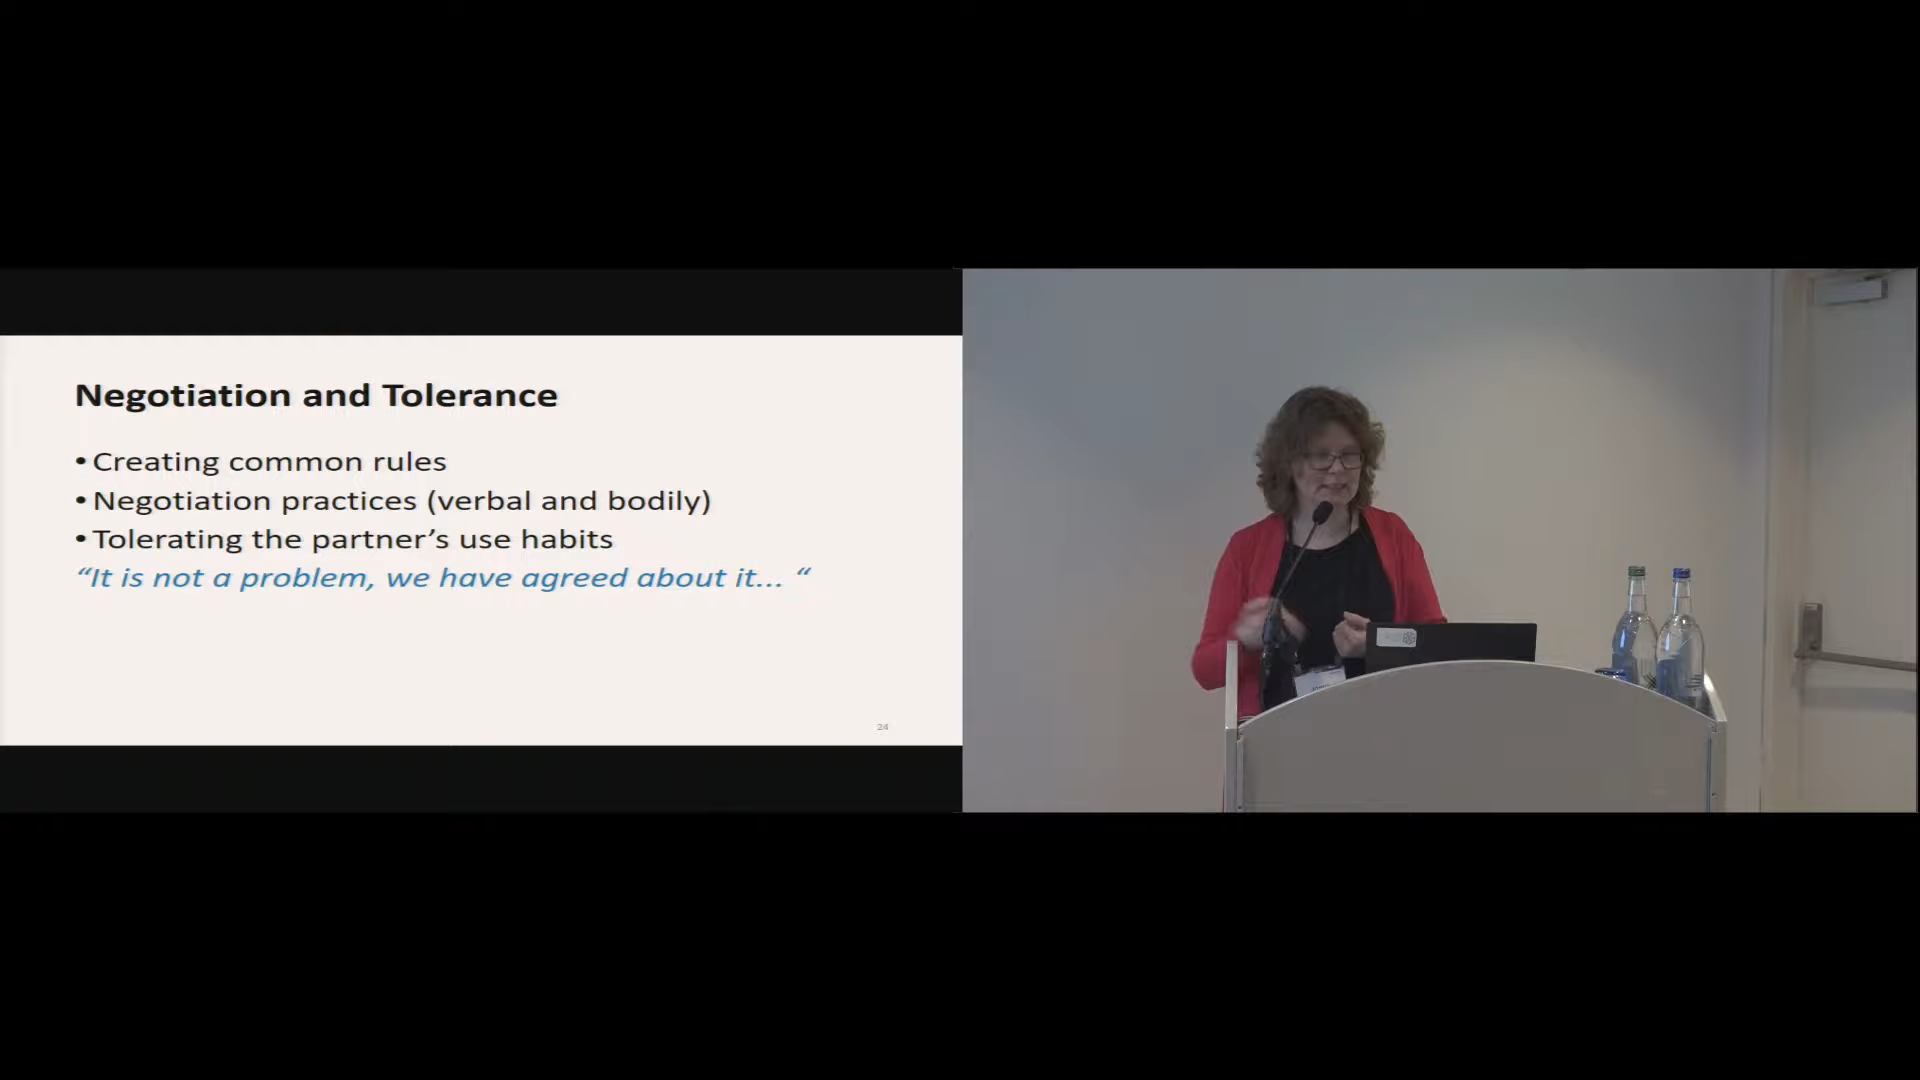 Negotiation and Tolerance
•Creating common rules
•Negotiation practices (verbal and bodily)
•Tolerating the partner’s use habits
“It is not a problem, we have agreed about it... “
24